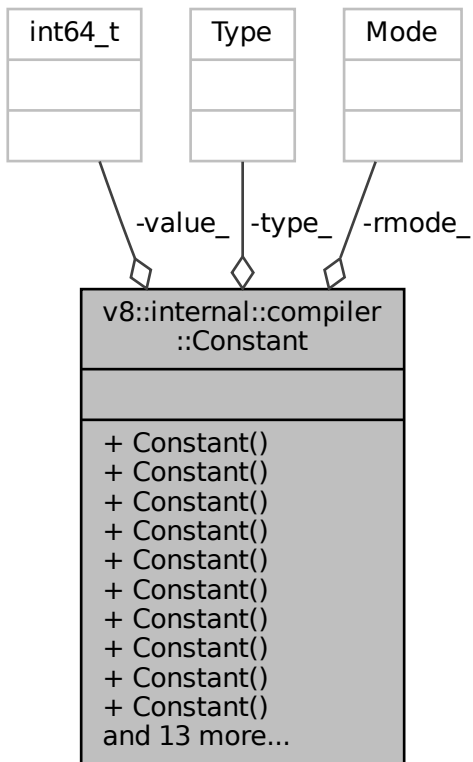 int64_t
Type
Mode
-value_
-type_
-rmode_
v8::internal::compiler
::Constant
+ Constant()
+ Constant()
+ Constant()
+ Constant()
+ Constant()
+ Constant()
+ Constant()
+ Constant()
+ Constant()
+ Constant()
and 13 more...